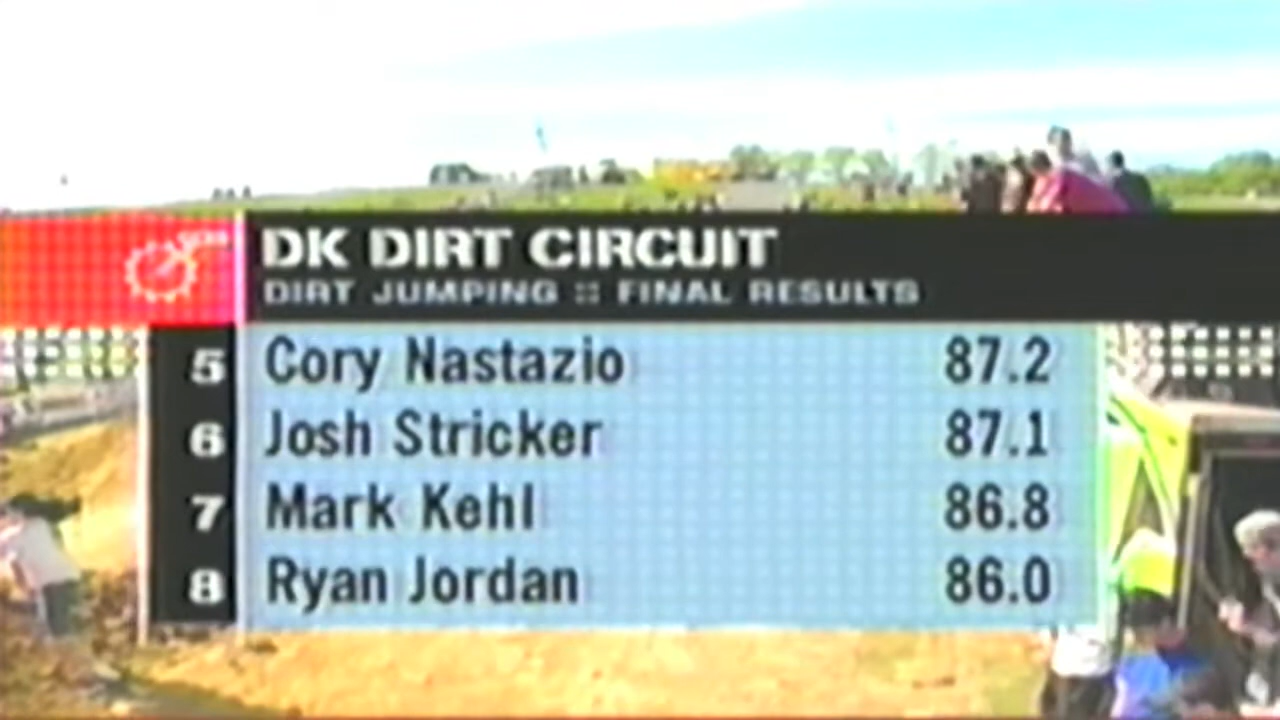 DK DIRT CIRCUIT
DIRT JUMPING :: FINAL RESULTS
5 Cory Nastazio 87.2
6 Josh Stricker 87.1
7 Mark Kehl 86.8
8 Ryan Jordan 86.0